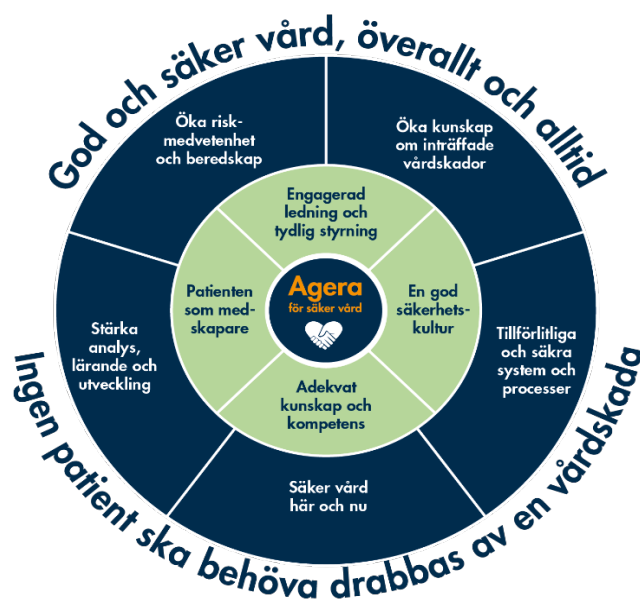 God och säker vård, överallt och alltid
Öka risk-
medvetenhet
och beredskap
Öka kunskap
om inträffade
vårdskador
Engagerad
ledning och
tydlig styrning
Patienten
som med-
skapare
Agera
för säker vård
En god
säkerhets-
kultur
Stärka
analys,
lärande och
utveckling
Tillförlitliga
och säkra
system och
processer
Adekvat
kunskap och
kompetens
Säker vård
här och nu
Ingen patient ska behöva drabbas av en vårdskada